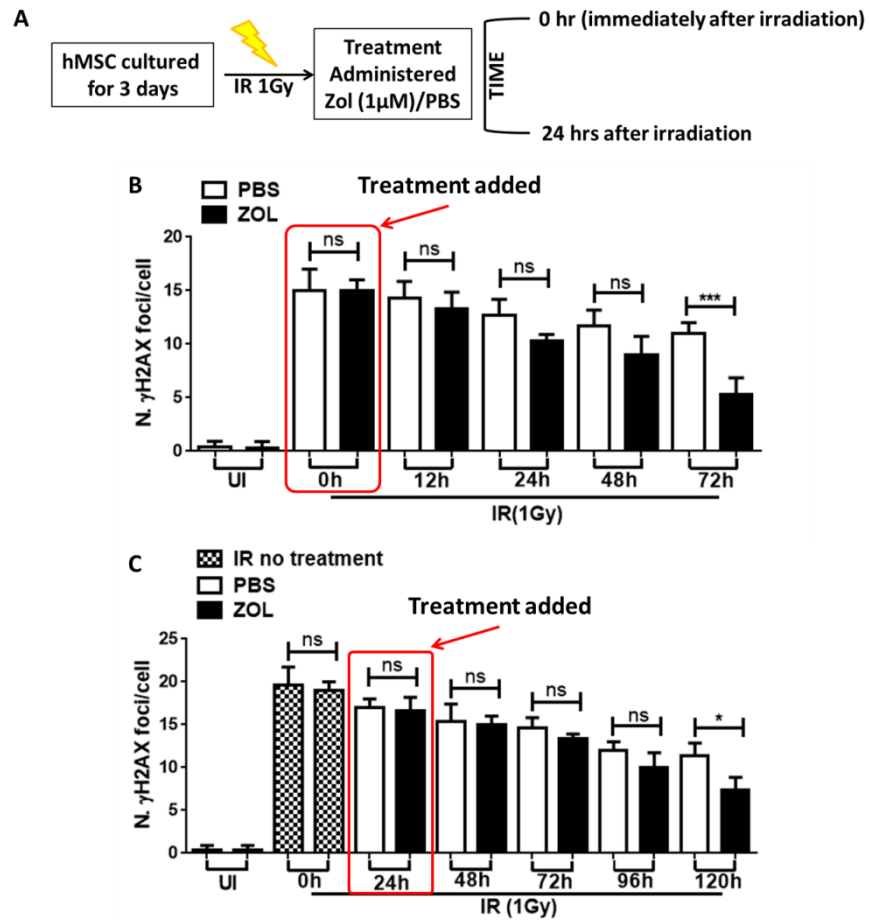 A
hMSC cultured
for 3 days
IR 1Gy
Treatment
Administered
Zol (1µM)/PBS
TIME
0 hr (immediately after irradiation)
24 hrs after irradiation
B
PBS
ZOL
Treatment added
N. γH2AX foci/cell
20
15
10
5
0
ns
ns
ns
ns
***
UI
0h
12h
24h
48h
72h
IR(1Gy)
C
IR no treatment
PBS
ZOL
Treatment added
N. γH2AX foci/cell
25
20
15
10
5
0
ns
ns
ns
ns
ns
*
UI
0h
24h
48h
72h
96h
120h
IR (1Gy)